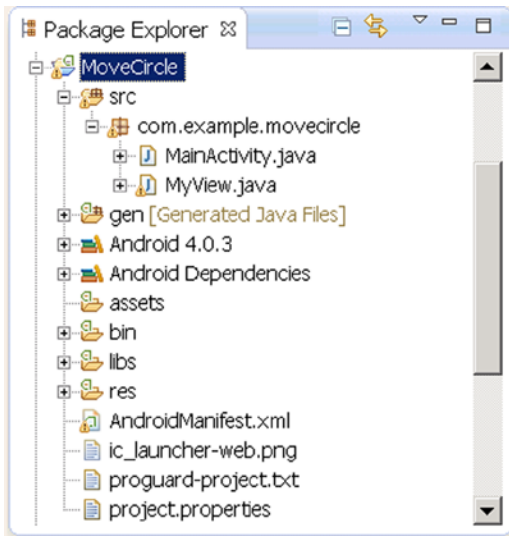 Package Explorer
MoveCircle
src
com.example.movecircle
MainActivity.java
MyView.java
gen [Generated Java Files]
Android 4.0.3
Android Dependencies
assets
bin
libs
res
AndroidManifest.xml
ic_launcher-web.png
proguard-project.txt
project.properties